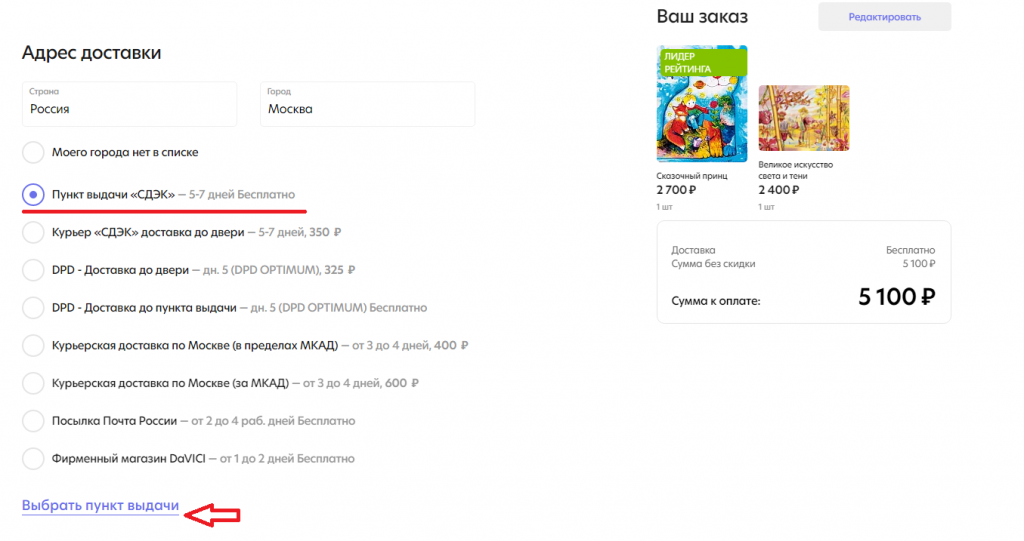 Ваш заказ
Редактировать
Адрес доставки
Страна
Россия
Город
Москва
Моего города нет в списке
Пункт выдачи «СДЭК» — 5-7 дней Бесплатно
Курьер «СДЭК» доставка до двери — 5-7 дней, 350 ₽
DPD - Доставка до двери — дн. 5 (DPD OPTIMUM), 325 ₽
DPD - Доставка до пункта выдачи — дн. 5 (DPD OPTIMUM) Бесплатно
Курьерская доставка по Москве (в пределах МКАД) — от 3 до 4 дней, 400 ₽
Курьерская доставка по Москве (за МКАД) — от 3 до 4 дней, 600 ₽
Посылка Почта России — от 2 до 4 раб. дней Бесплатно
Фирменный магазин DaVICI — от 1 до 2 дней Бесплатно
Выбрать пункт выдачи
ЛИДЕР
РЕЙТИНГА
Сказочный принц
2 700 ₽
1 шт
Великое искусство
света и тени
2 400 ₽
1 шт
Доставка Бесплатно
Сумма без скидки 5 100 ₽
Сумма к оплате: 5 100 ₽